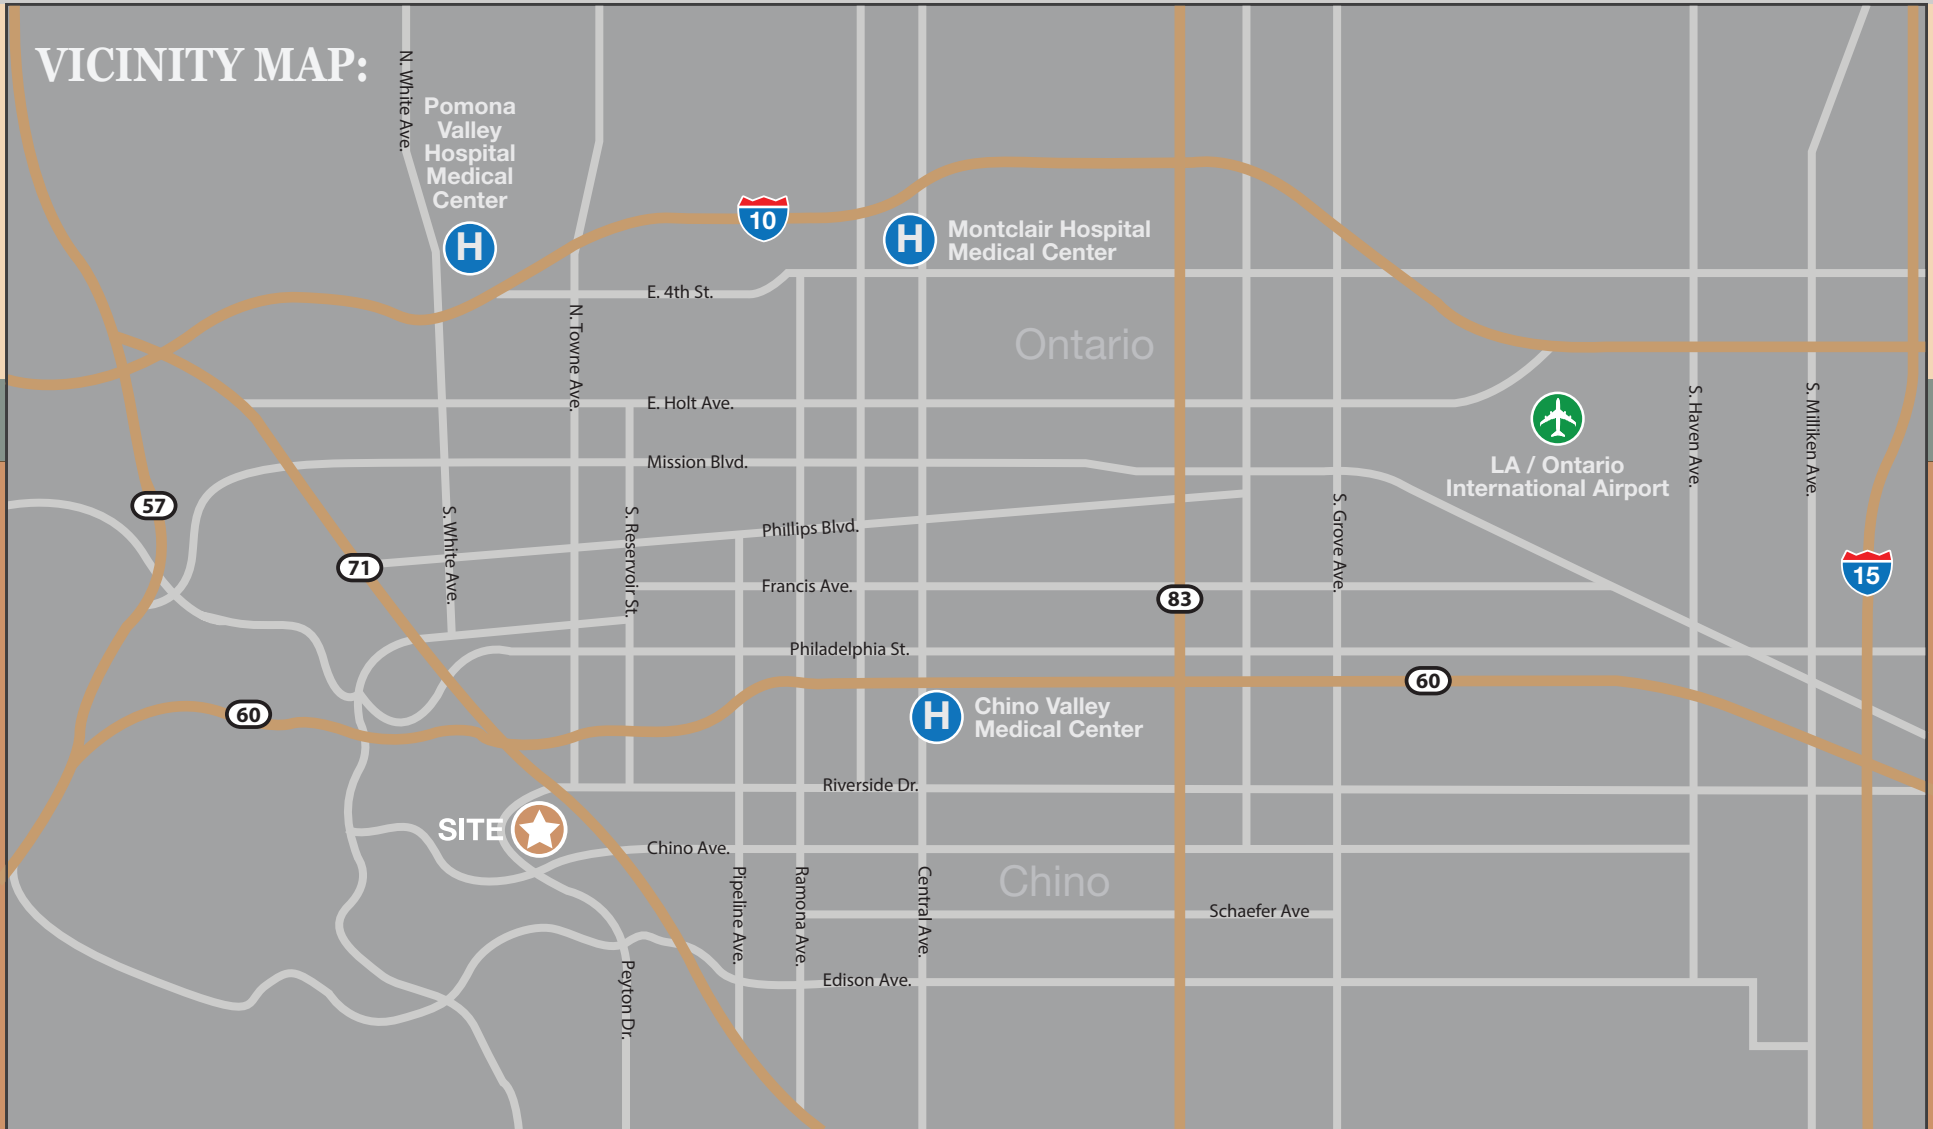 VICINITY MAP:
N. White Ave.
Pomona
Valley
Hospital
Medical
Center
H
10
H
Montclair Hospital
Medical Center
E. 4th St.
N. Towne Ave.
Ontario
E. Holt Ave.
Mission Blvd.
LA / Ontario
International Airport
S. Haven Ave.
S. Milliken Ave.
57
S. White Ave.
S. Reservoir St.
Phillips Blvd.
S. Grove Ave.
71
Francis Ave.
83
15
Philadelphia St.
60
60
H
Chino Valley
Medical Center
Riverside Dr.
SITE
Chino Ave.
Chino
Pipeline Ave.
Ramona Ave.
Central Ave.
Schaefer Ave
Peyton Dr.
Edison Ave.